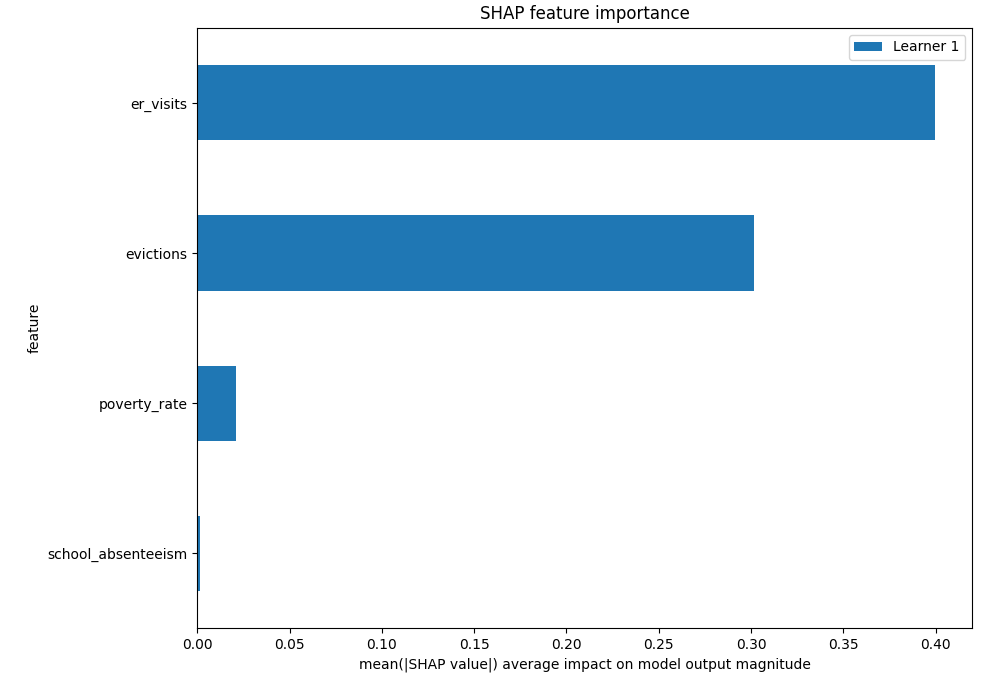 SHAP feature importance
Learner 1
er_visits
evictions
poverty_rate
school_absenteeism
feature
0.00 0.05 0.10 0.15 0.20 0.25 0.30 0.35 0.40
mean(|SHAP value|) average impact on model output magnitude